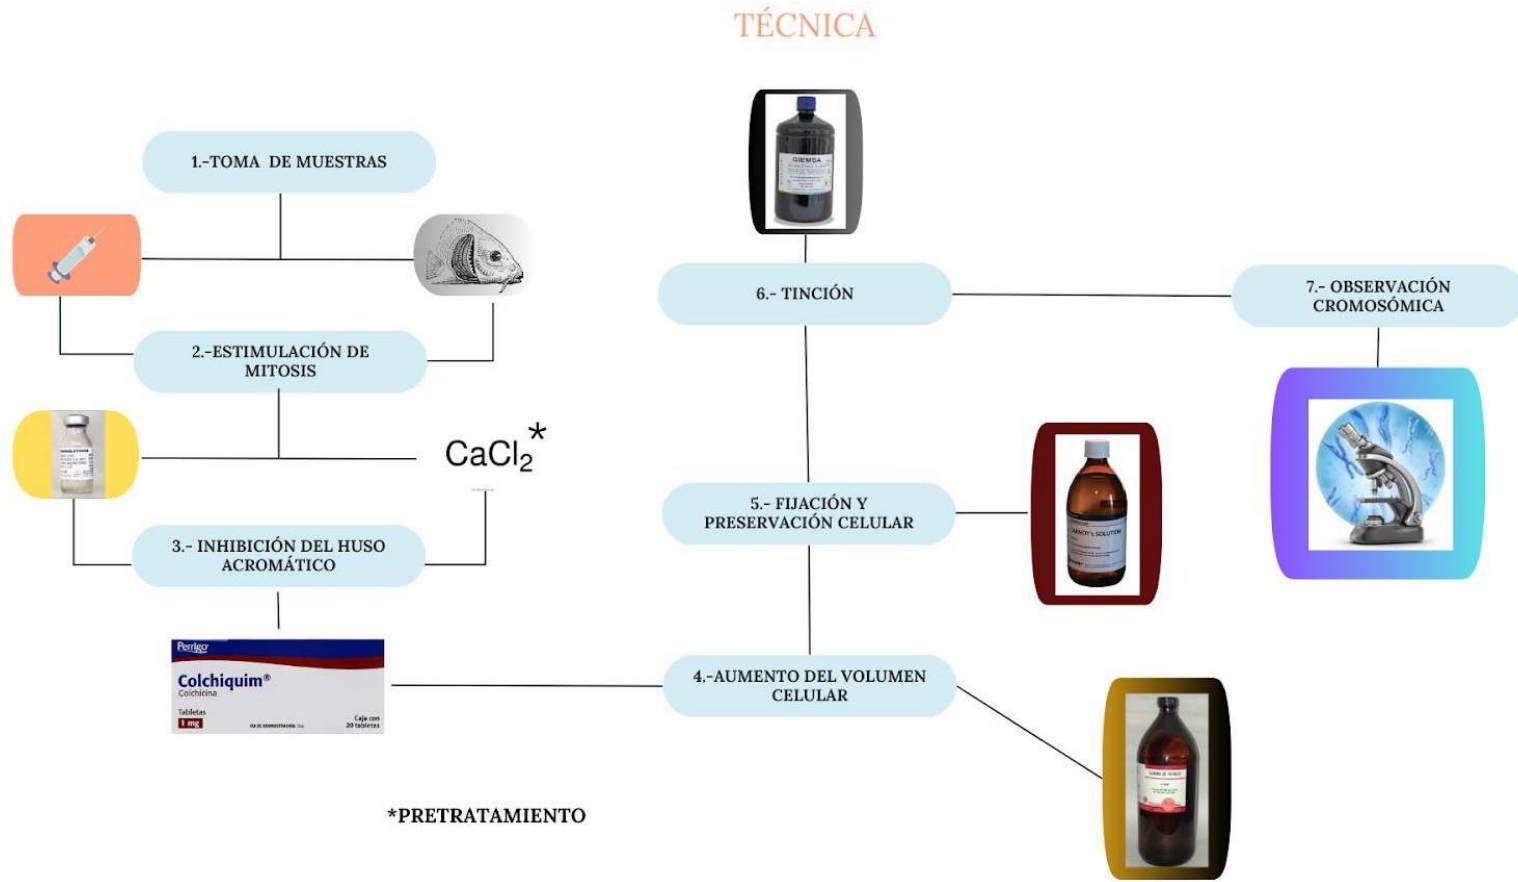 TÉCNICA
1.-TOMA DE MUESTRAS
2.-ESTIMULACIÓN DE
MITOSIS
CaCl₂*
3.- INHIBICIÓN DEL HUSO
ACROMÁTICO
Perrigo
Colchiquim®
Colchicina
Tabletas
1 mg
Caja con
20 tabletas
4.-AUMENTO DEL VOLUMEN
CELULAR
5.- FIJACIÓN Y
PRESERVACIÓN CELULAR
SOLUTION
6.- TINCIÓN
GIEMSA
7.- OBSERVACIÓN
CROMOSÓMICA
*PRETRATAMIENTO